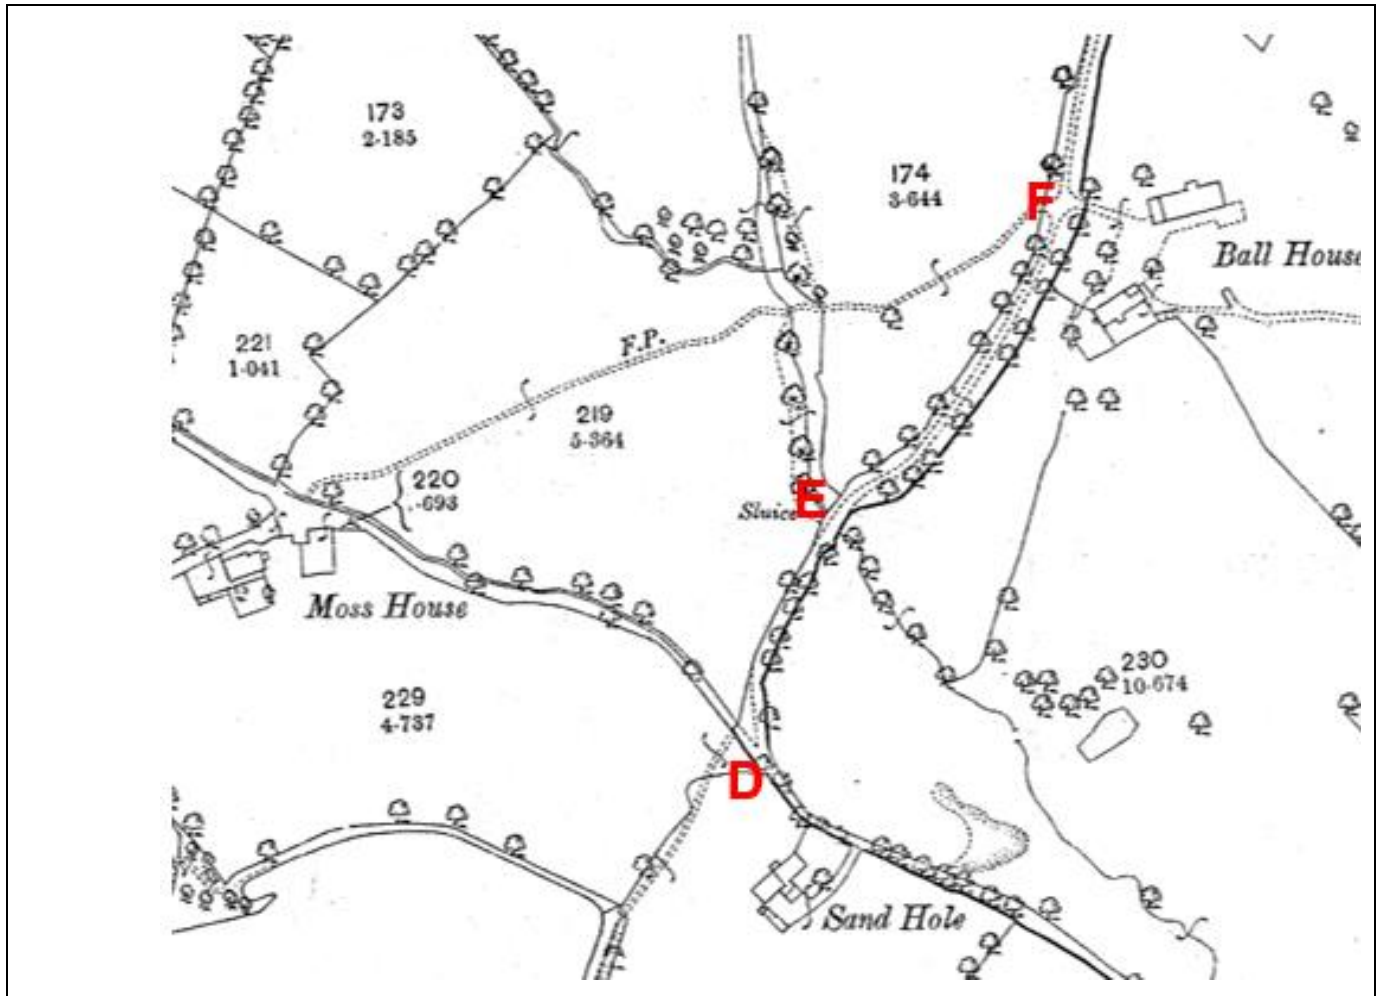 173
2·185
174
3·644
F
Ball House
F.P.
221
1·041
219
5·364
220
·693
E
Sluice
Moss House
230
10·674
229
4·737
D
Sand Hole